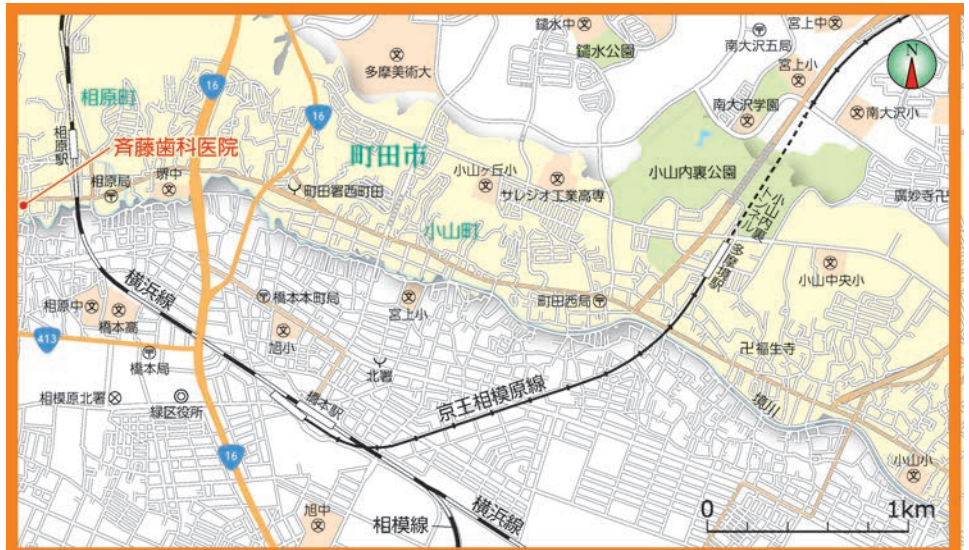 鑓水中
宮上中
南大沢五局
16
鑓水公園
多摩美術大
宮上小
N
相原町
16
南大沢学園
南大沢小
相原駅
斉藤歯科医院
町田市
堺中
相原局
小山ヶ丘小
小山内裏公園
町田署西町田
サレジオ工業高専
廣妙寺
小山町
小山内裏トンネル
多摩境駅
小山中央小
横浜線
橋本本町局
町田西局
相原中
橋本高
宮上小
413
旭小
福生寺
橋本局
北署
相模原北署
緑区役所
橋本駅
京王相模原線
境川
16
小山小
横浜線
旭中
相模線
0
1km